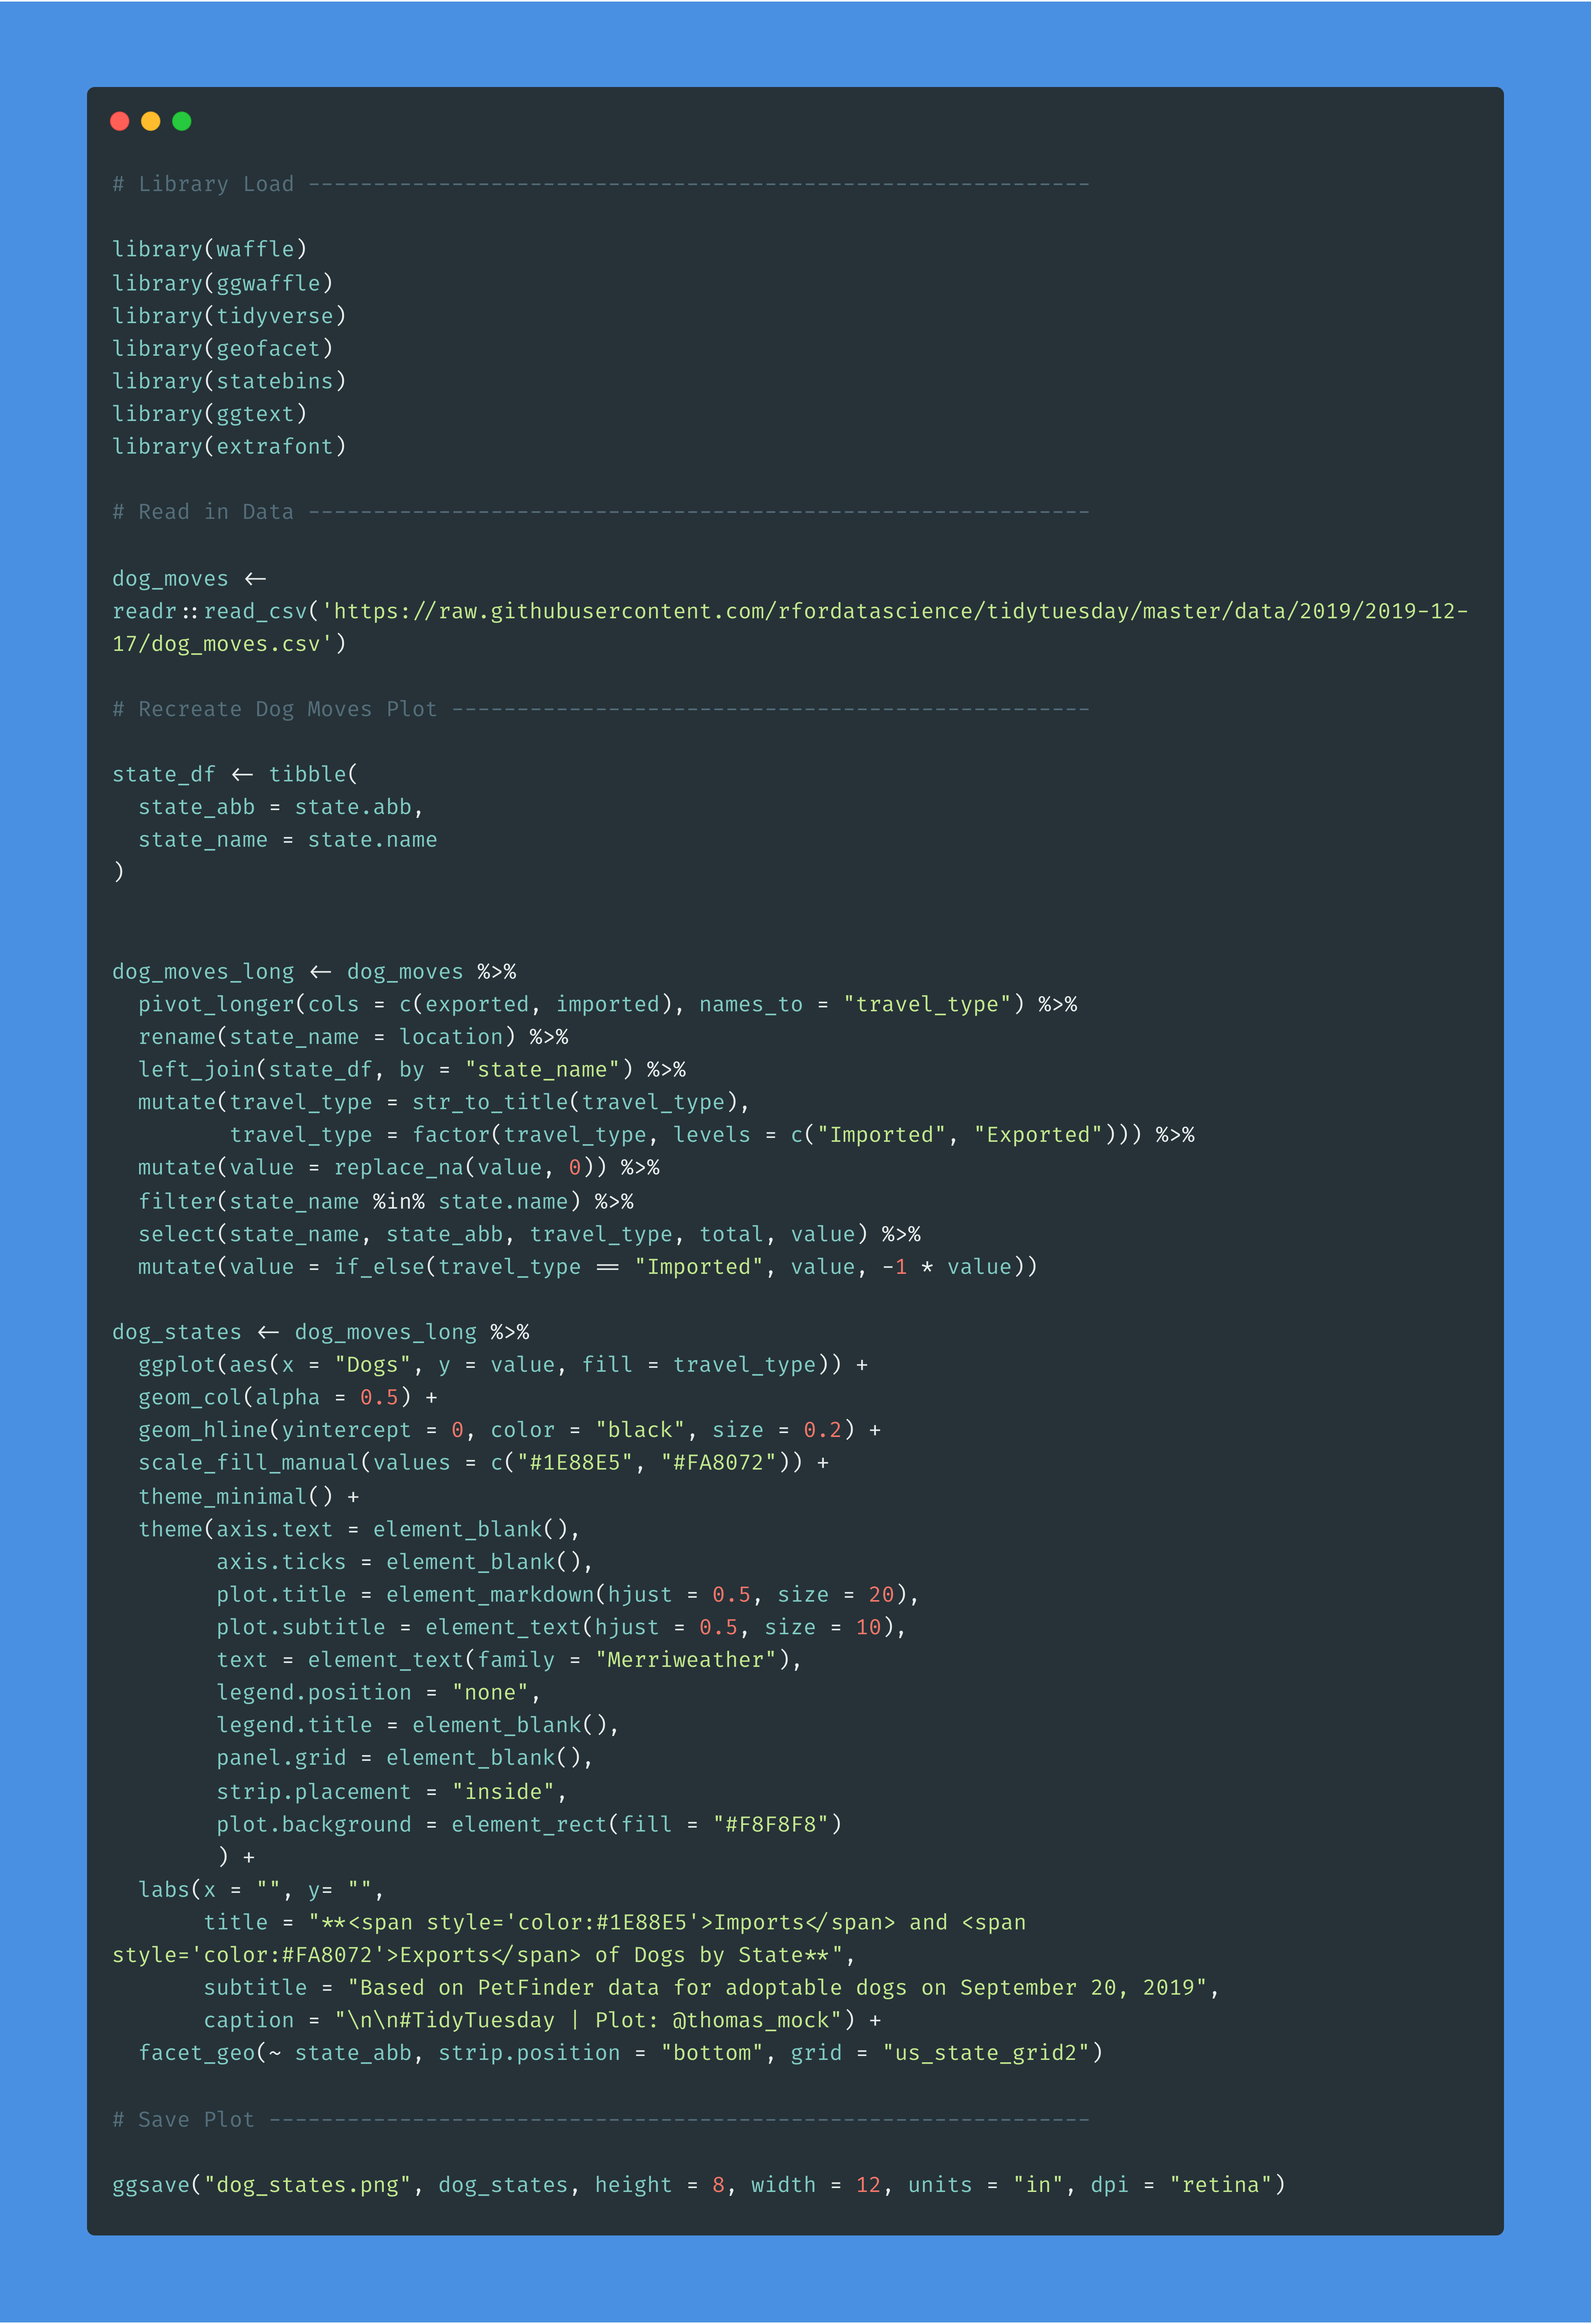 # Library Load ------------------------------------------------------------
library(waffle)
library(ggwaffle)
library(tidyverse)
library(geofacet)
library(statebins)
library(ggtext)
library(extrafont)
# Read in Data ------------------------------------------------------------
dog_moves <-
readr::read_csv('https://raw.githubusercontent.com/rfordatascience/tidytuesday/master/data/2019/2019-12-
17/dog_moves.csv')
# Recreate Dog Moves Plot -------------------------------------------------
state_df <- tibble(
  state_abb = state.abb,
  state_name = state.name
)
dog_moves_long <- dog_moves %>%
  pivot_longer(cols = c(exported, imported), names_to = "travel_type") %>%
  rename(state_name = location) %>%
  left_join(state_df, by = "state_name") %>%
  mutate(travel_type = str_to_title(travel_type),
         travel_type = factor(travel_type, levels = c("Imported", "Exported"))) %>%
  mutate(value = replace_na(value, 0)) %>%
  filter(state_name %in% state.name) %>%
  select(state_name, state_abb, travel_type, total, value) %>%
  mutate(value = if_else(travel_type == "Imported", value, -1 * value))
dog_states <- dog_moves_long %>%
  ggplot(aes(x = "Dogs", y = value, fill = travel_type)) +
  geom_col(alpha = 0.5) +
  geom_hline(yintercept = 0, color = "black", size = 0.2) +
  scale_fill_manual(values = c("#1E88E5", "#FA8072")) +
  theme_minimal() +
  theme(axis.text = element_blank(),
        axis.ticks = element_blank(),
        plot.title = element_markdown(hjust = 0.5, size = 20),
        plot.subtitle = element_text(hjust = 0.5, size = 10),
        text = element_text(family = "Merriweather"),
        legend.position = "none",
        legend.title = element_blank(),
        panel.grid = element_blank(),
        strip.placement = "inside",
        plot.background = element_rect(fill = "#F8F8F8")
        ) +
  labs(x = "", y= "",
       title = "**<span style='color:#1E88E5'>Imports</span> and <span
style='color:#FA8072'>Exports</span> of Dogs by State**",
       subtitle = "Based on PetFinder data for adoptable dogs on September 20, 2019",
       caption = "\n\n#TidyTuesday | Plot: @thomas_mock") +
  facet_geo(~ state_abb, strip.position = "bottom", grid = "us_state_grid2")
# Save Plot ---------------------------------------------------------------
ggsave("dog_states.png", dog_states, height = 8, width = 12, units = "in", dpi = "retina")